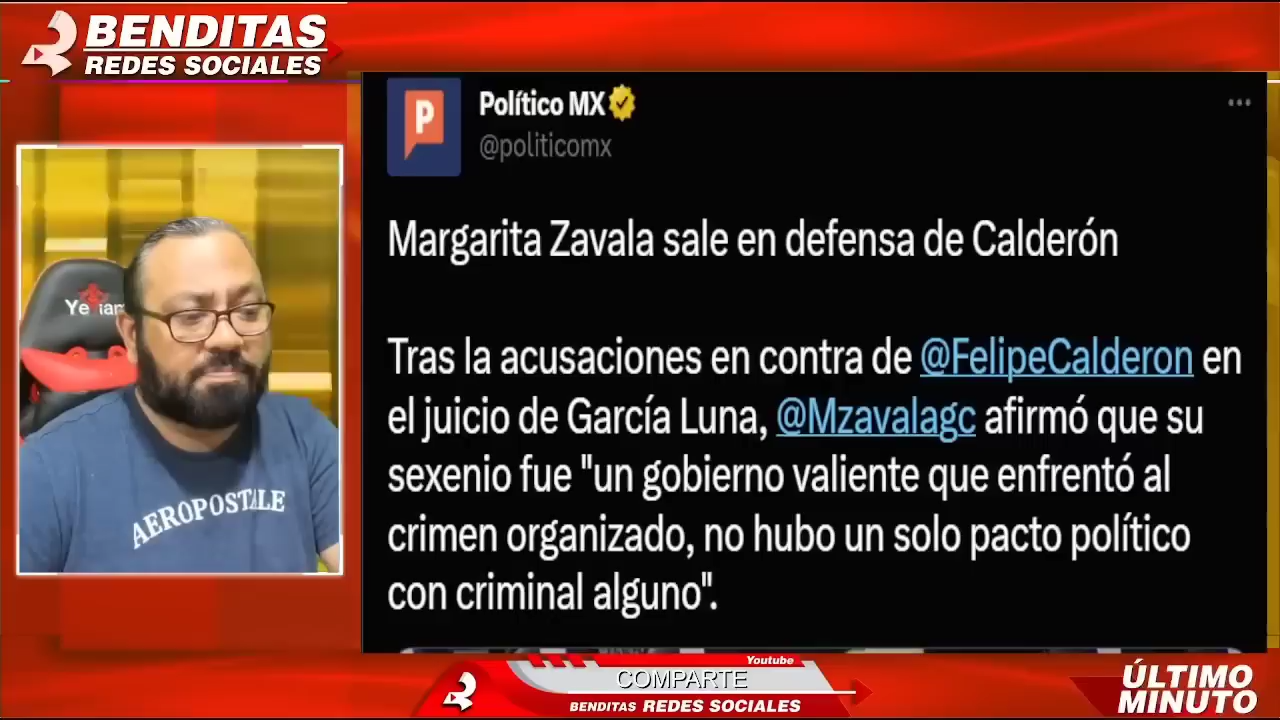 BENDITAS
REDES SOCIALES
Político MX
@politicomx
Margarita Zavala sale en defensa de Calderón
Tras la acusaciones en contra de @FelipeCalderon en
el juicio de García Luna, @Mzavalagc afirmó que su
sexenio fue "un gobierno valiente que enfrentó al
crimen organizado, no hubo un solo pacto político
con criminal alguno".
AEROPOSTALE
Youtube
COMPARTE
BENDITAS REDES SOCIALES
ÚLTIMO
MINUTO